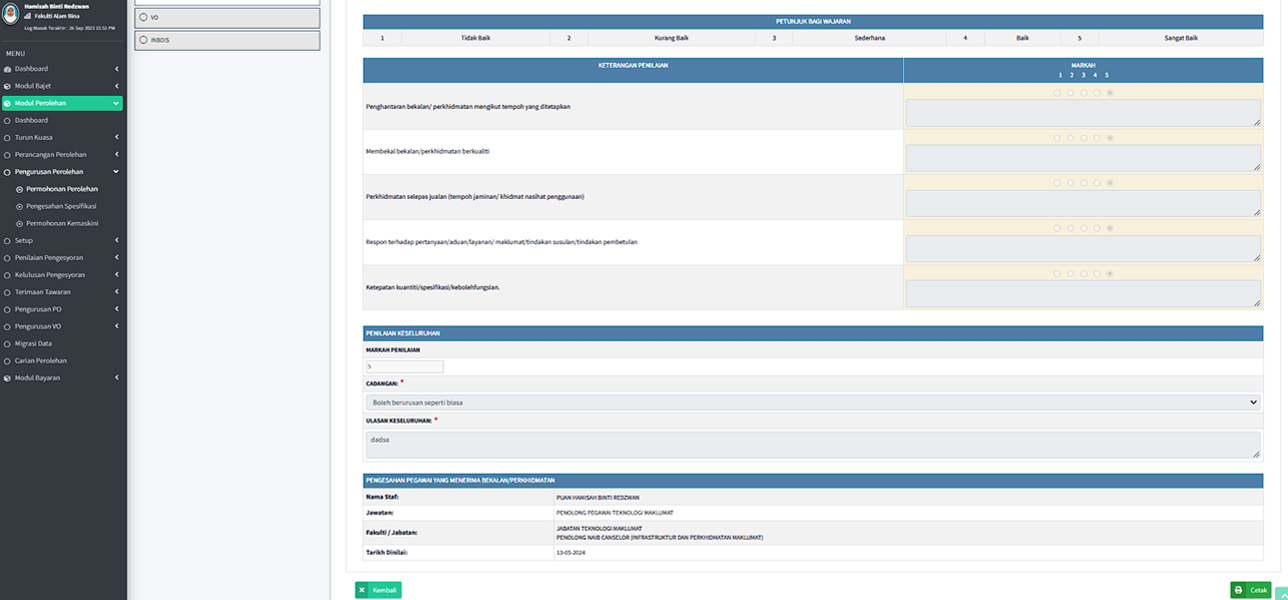 Hamisah Binti Redzwan
Fakulti Alam Bina
Log Masuk Terakhir : 26 Sep 2023 15:51 PM
MENU
Dashboard
Modul Bajet
Modul Perolehan
Dashboard
Turun Kuasa
Perancangan Perolehan
Pengurusan Perolehan
Permohonan Perolehan
Pengesahan Spesifikasi
Permohonan Kemaskini
Setup
Penilaian Pengesyoran
Kelulusan Pengesyoran
Terimaan Tawaran
Pengurusan PO
Pengurusan VO
Migrasi Data
Carian Perolehan
Modul Bayaran
VO
INBOIS
PETUNJUK BAGI WAJARAN
1 Tidak Baik 2 Kurang Baik 3 Sederhana 4 Baik 5 Sangat Baik
KETERANGAN PENILAIAN
MARKAH
1 2 3 4 5
Penghantaran bekalan/ perkhidmatan mengikut tempoh yang ditetapkan
Membekal bekalan/perkhidmatan berkualiti
Perkhidmatan selepas jualan (tempoh jaminan/ khidmat nasihat penggunaan)
Respon terhadap pertanyaan/aduan/layanan/ maklumat/tindakan susulan/tindakan pembetulan
Ketepatan kuantiti/spesifikasi/kebolehfungsian.
PENILAIAN KESELURUHAN
MARKAH PENILAIAN
5
CADANGAN: *
Boleh berurusan seperti biasa
ULASAN KESELURUHAN: *
dadsa
PENGESAHAN PEGAWAI YANG MENERIMA BEKALAN/PERKHIDMATAN
Nama Staf: PUAN HAMISAH BINTI REDZWAN
Jawatan: PENOLONG PEGAWAI TEKNOLOGI MAKLUMAT
Fakulti / Jabatan: JABATAN TEKNOLOGI MAKLUMAT
PENOLONG NAIB CANSELOR (INFRASTRUKTUR DAN PERKHIDMATAN MAKLUMAT)
Tarikh Dinilai: 13-05-2024
Kembali
Cetak